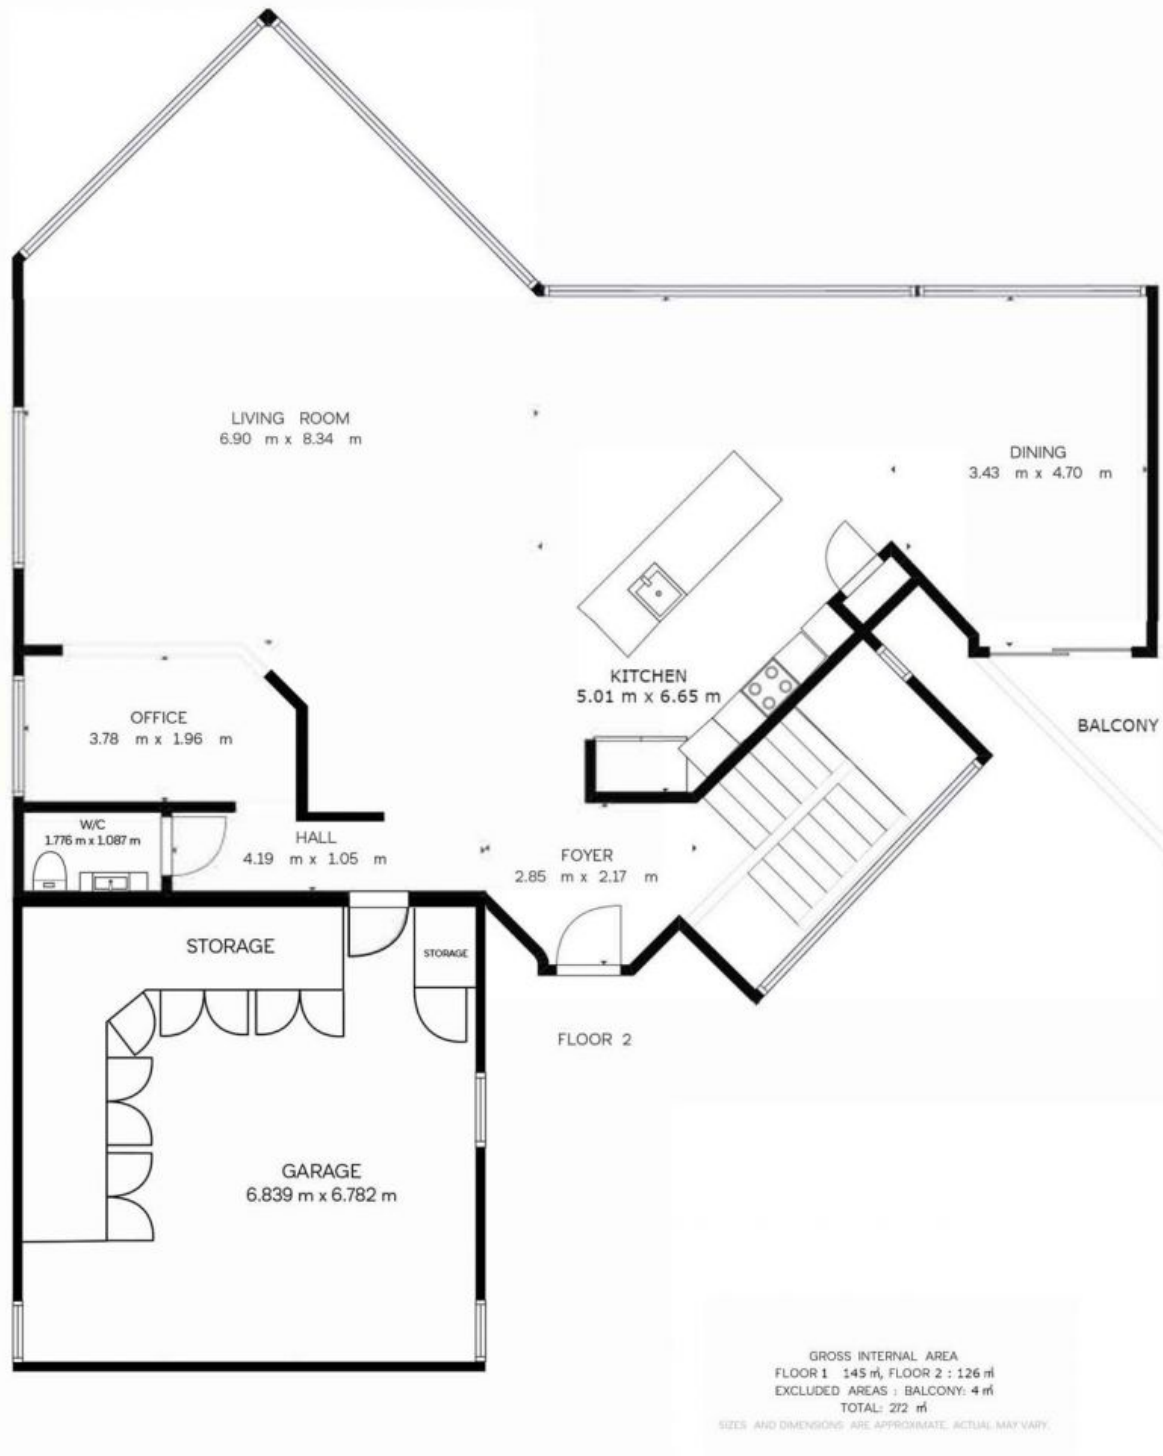 LIVING ROOM
6.90 m x 8.34 m
DINING
3.43 m x 4.70 m
KITCHEN
5.01 m x 6.65 m
OFFICE
3.78 m x 1.96 m
BALCONY
W/C
1.776 m x 1.087 m
HALL
4.19 m x 1.05 m
FOYER
2.85 m x 2.17 m
STORAGE
STORAGE
FLOOR 2
GARAGE
6.839 m x 6.782 m
GROSS INTERNAL AREA
FLOOR 1 145 ㎡, FLOOR 2 : 126 ㎡
EXCLUDED AREAS : BALCONY: 4 ㎡
TOTAL: 272 ㎡
SIZES AND DIMENSIONS ARE APPROXIMATE. ACTUAL MAY VARY.